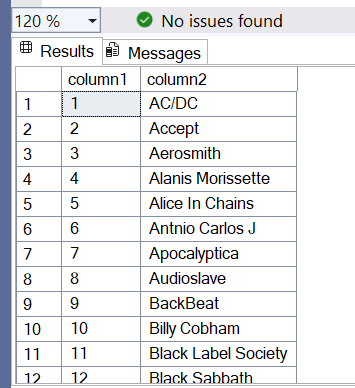 120 % No issues found
Results Messages
column1 column2
1 1 AC/DC
2 2 Accept
3 3 Aerosmith
4 4 Alanis Morissette
5 5 Alice In Chains
6 6 Antnio Carlos J
7 7 Apocalyptica
8 8 Audioslave
9 9 BackBeat
10 10 Billy Cobham
11 11 Black Label Society
12 12 Black Sabbath